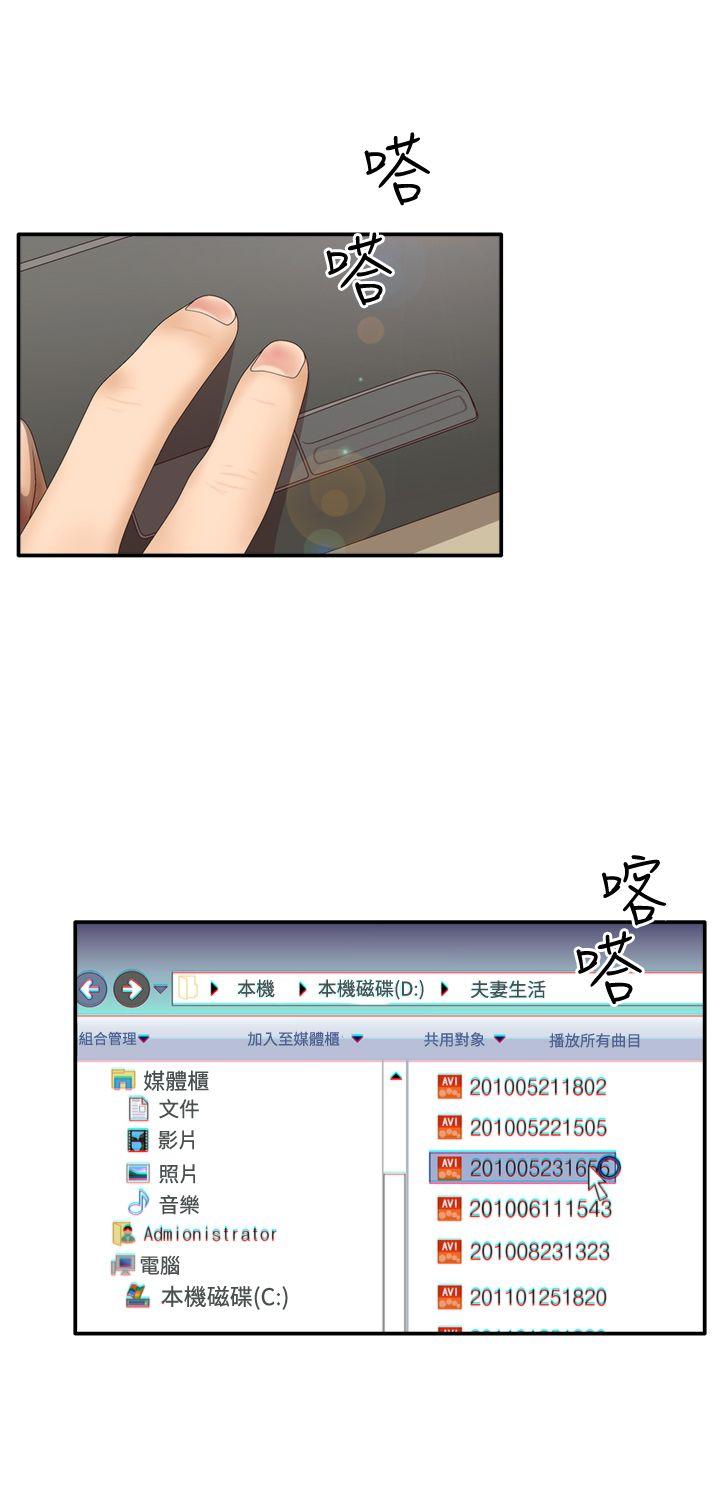 嗒
嗒
喀
嗒
本機 本機磁碟(D:) 夫妻生活
組合管理 加入至媒體櫃 共用對象 播放所有曲目
媒體櫃
文件
影片
照片
音樂
Admionistrator
電腦
本機磁碟(C:)
AVI 201005211802
AVI 201005221505
AVI 201005231655
AVI 201006111543
AVI 201008231323
AVI 201101251820